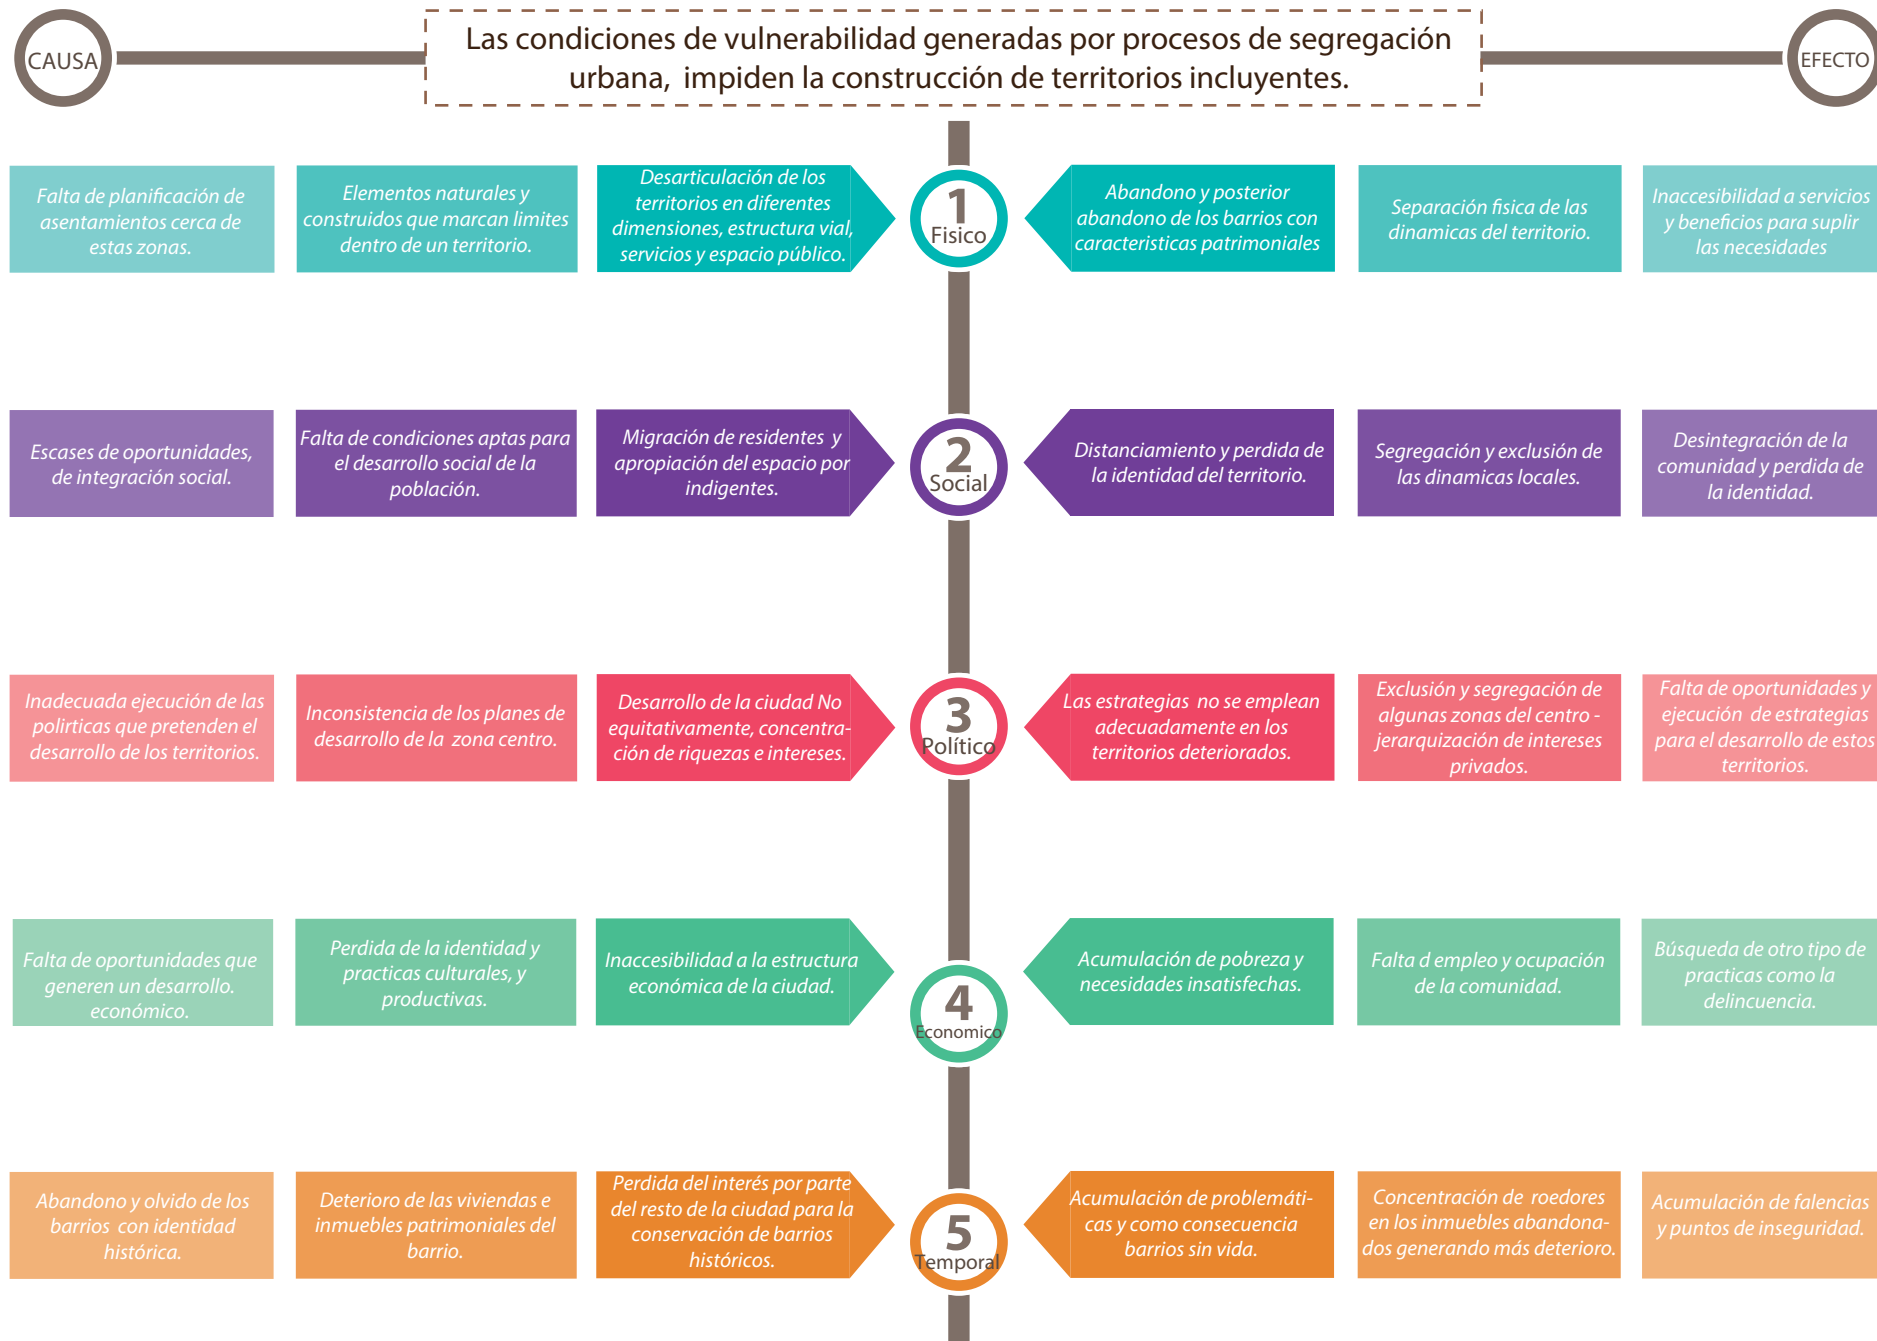 CAUSA
Las condiciones de vulnerabilidad generadas por procesos de segregación
urbana, impiden la construcción de territorios incluyentes.
EFECTO
Falta de planificación de
asentamientos cerca de
estas zonas.
Elementos naturales y
construidos que marcan limites
dentro de un territorio.
Desarticulación de los
territorios en diferentes
dimensiones, estructura vial,
servicios y espacio público.
1
Fisico
Abandono y posterior
abandono de los barrios con
caracteristicas patrimoniales
Separación fisica de las
dinamicas del territorio.
Inaccesibilidad a servicios
y beneficios para suplir
las necesidades
Escases de oportunidades,
de integración social.
Falta de condiciones aptas para
el desarrollo social de la
población.
Migración de residentes y
apropiación del espacio por
indigentes.
2
Social
Distanciamiento y perdida de
la identidad del territorio.
Segregación y exclusión de
las dinamicas locales.
Desintegración de la
comunidad y perdida de
la identidad.
Inadecuada ejecución de las
polirticas que pretenden el
desarrollo de los territorios.
Inconsistencia de los planes de
desarrollo de la zona centro.
Desarrollo de la ciudad No
equitativamente, concentra-
ción de riquezas e intereses.
3
Político
Las estrategias no se emplean
adecuadamente en los
territorios deteriorados.
Exclusión y segregación de
algunas zonas del centro -
jerarquización de intereses
privados.
Falta de oportunidades y
ejecución de estrategias
para el desarrollo de estos
territorios.
Falta de oportunidades que
generen un desarrollo.
económico.
Perdida de la identidad y
practicas culturales, y
productivas.
Inaccesibilidad a la estructura
económica de la ciudad.
4
Economico
Acumulación de pobreza y
necesidades insatisfechas.
Falta d empleo y ocupación
de la comunidad.
Búsqueda de otro tipo de
practicas como la
delincuencia.
Abandono y olvido de los
barrios con identidad
histórica.
Deterioro de las viviendas e
inmuebles patrimoniales del
barrio.
Perdida del interés por parte
del resto de la ciudad para la
conservación de barrios
históricos.
5
Temporal
Acumulación de problemáti-
cas y como consecuencia
barrios sin vida.
Concentración de roedores
en los inmuebles abandona-
dos generando más deterioro.
Acumulación de falencias
y puntos de inseguridad.